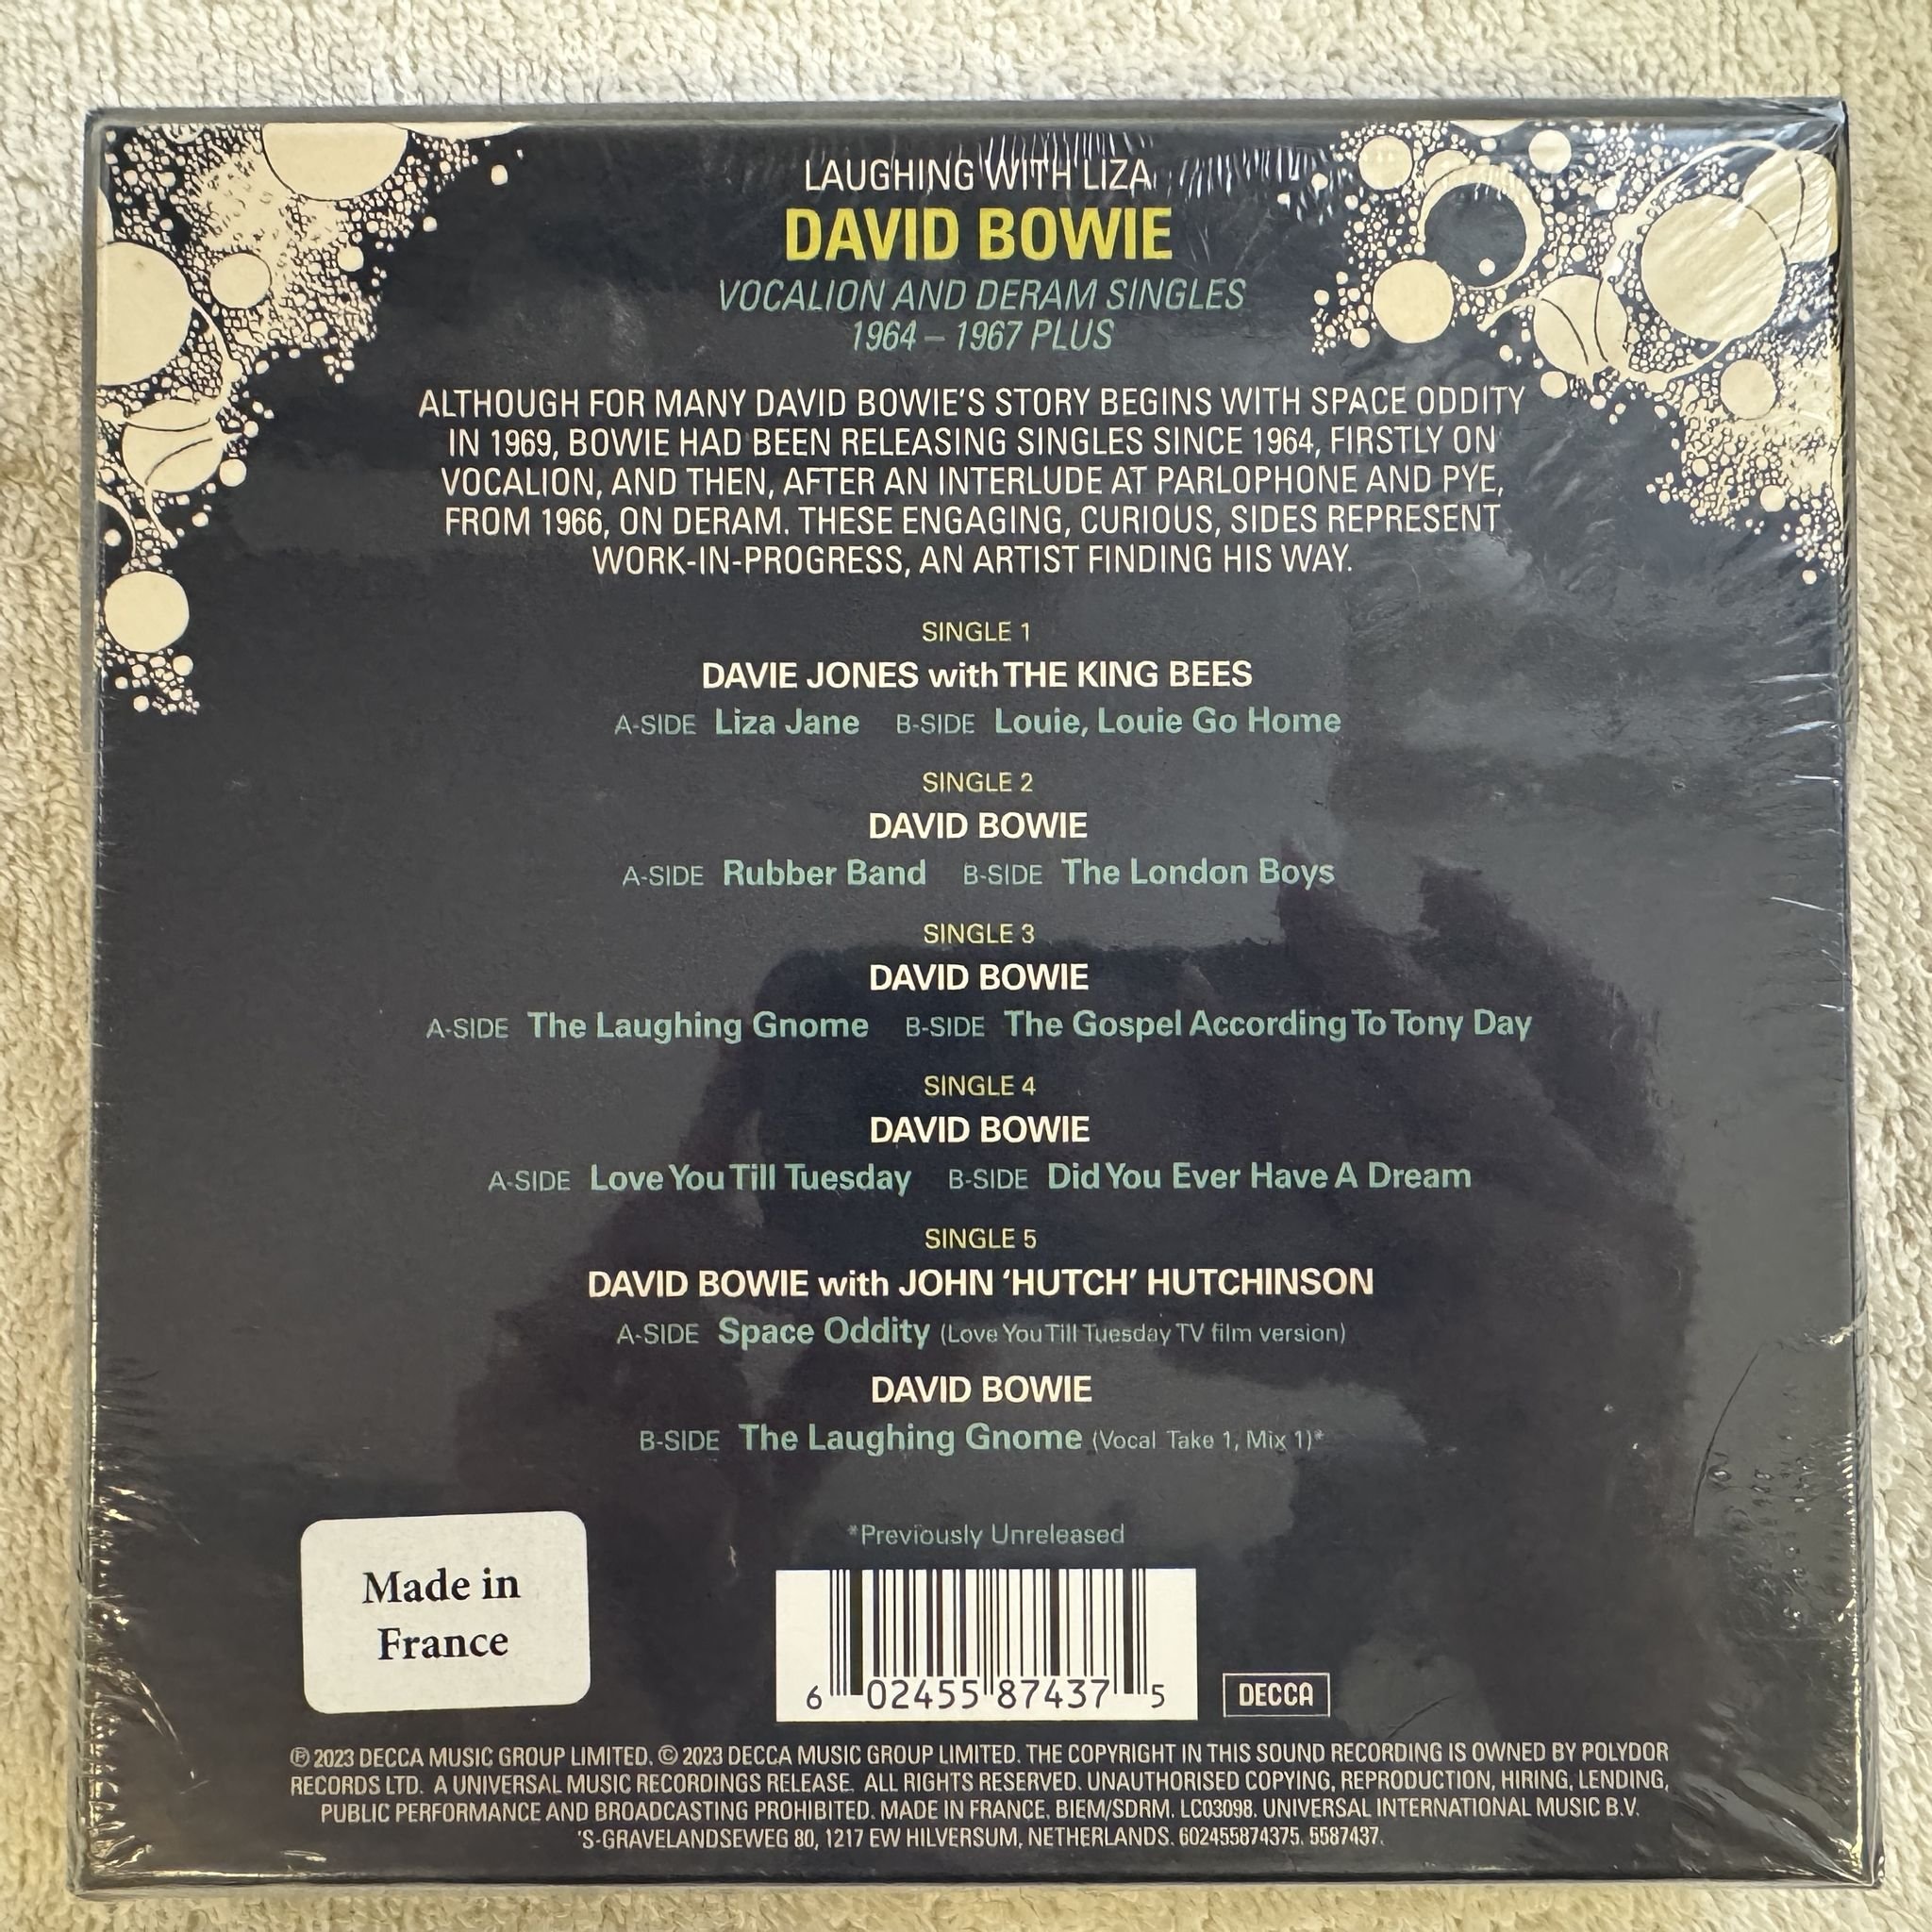 LAUGHING WITH LIZA
DAVID BOWIE
VOCALION AND DERAM SINGLES
1964 – 1967 PLUS
ALTHOUGH FOR MANY DAVID BOWIE'S STORY BEGINS WITH SPACE ODDITY
IN 1969, BOWIE HAD BEEN RELEASING SINGLES SINCE 1964, FIRSTLY ON
VOCALION, AND THEN, AFTER AN INTERLUDE AT PARLOPHONE AND PYE,
FROM 1966, ON DERAM. THESE ENGAGING, CURIOUS, SIDES REPRESENT
WORK-IN-PROGRESS, AN ARTIST FINDING HIS WAY.
SINGLE 1
DAVIE JONES with THE KING BEES
A-SIDE Liza Jane B-SIDE Louie, Louie Go Home
SINGLE 2
DAVID BOWIE
A-SIDE Rubber Band B-SIDE The London Boys
SINGLE 3
DAVID BOWIE
A-SIDE The Laughing Gnome B-SIDE The Gospel According To Tony Day
SINGLE 4
DAVID BOWIE
A-SIDE Love You Till Tuesday B-SIDE Did You Ever Have A Dream
SINGLE 5
DAVID BOWIE with JOHN ‘HUTCH’ HUTCHINSON
A-SIDE Space Oddity (Love You Till Tuesday TV film version)
DAVID BOWIE
B-SIDE The Laughing Gnome (Vocal Take 1, Mix 1)*
*Previously Unreleased
Made in
France
6 02455 87437 5
DECCA
℗ 2023 DECCA MUSIC GROUP LIMITED. © 2023 DECCA MUSIC GROUP LIMITED. THE COPYRIGHT IN THIS SOUND RECORDING IS OWNED BY POLYDOR
RECORDS LTD. A UNIVERSAL MUSIC RECORDINGS RELEASE. ALL RIGHTS RESERVED. UNAUTHORISED COPYING, REPRODUCTION, HIRING, LENDING,
PUBLIC PERFORMANCE AND BROADCASTING PROHIBITED. MADE IN FRANCE. BIEM/SDRM. LC03098. UNIVERSAL INTERNATIONAL MUSIC B.V.
'S-GRAVELANDSEWEG 80, 1217 EW HILVERSUM, NETHERLANDS. 602455874375. 5587437.